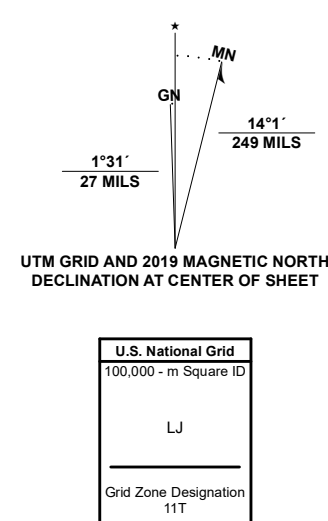 ★
MN
GN
14°1´
249 MILS
1°31´
27 MILS
UTM GRID AND 2019 MAGNETIC NORTH
DECLINATION AT CENTER OF SHEET
U.S. National Grid
100,000 - m Square ID
LJ
Grid Zone Designation
11T